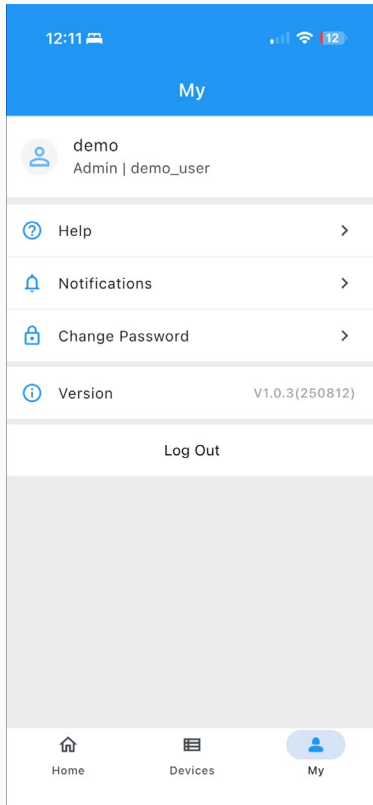 12:11
12
My
demo
Admin | demo_user
Help
Notifications
Change Password
Version V1.0.3(250812)
Log Out
Home Devices My